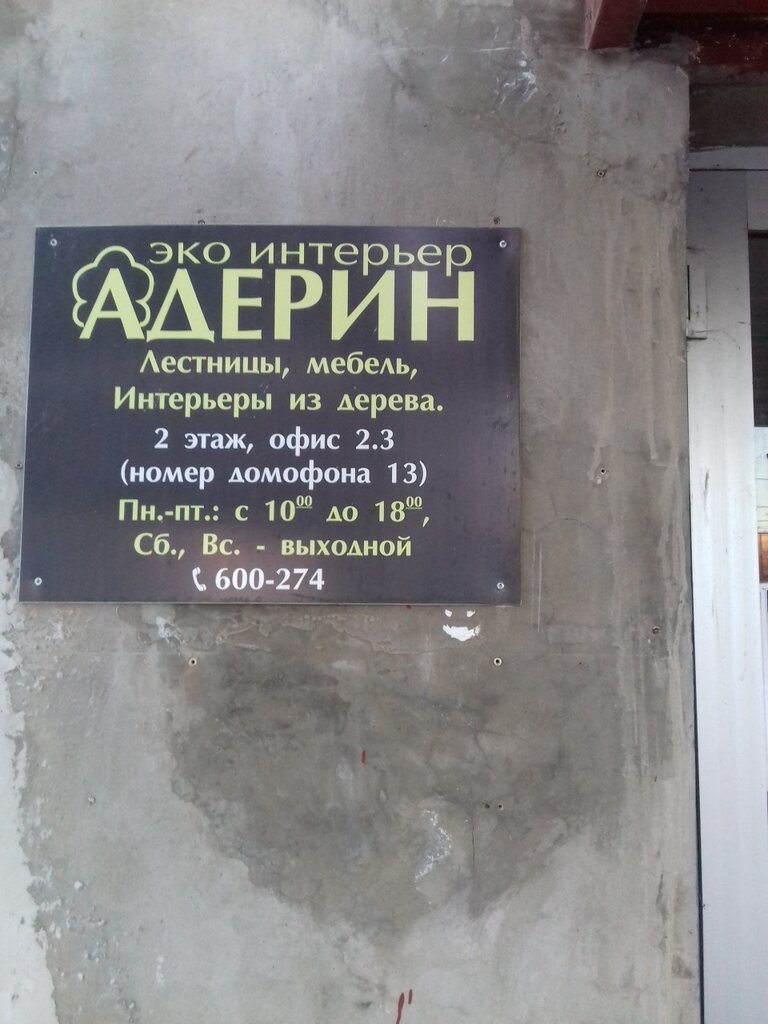 эко интерьер
АДЕРИН
Лестницы, мебель,
Интерьеры из дерева.
2 этаж, офис 2.3
(номер домофона 13)
Пн.-пт.: с 10⁰⁰ до 18⁰⁰,
Сб., Вс. - выходной
600-274